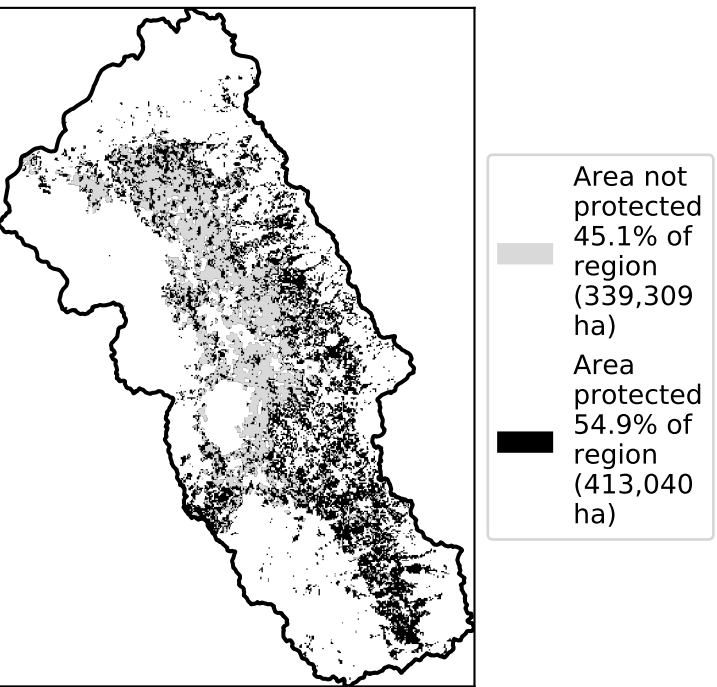 Area not
protected
45.1% of
region
(339,309
ha)
Area
protected
54.9% of
region
(413,040
ha)